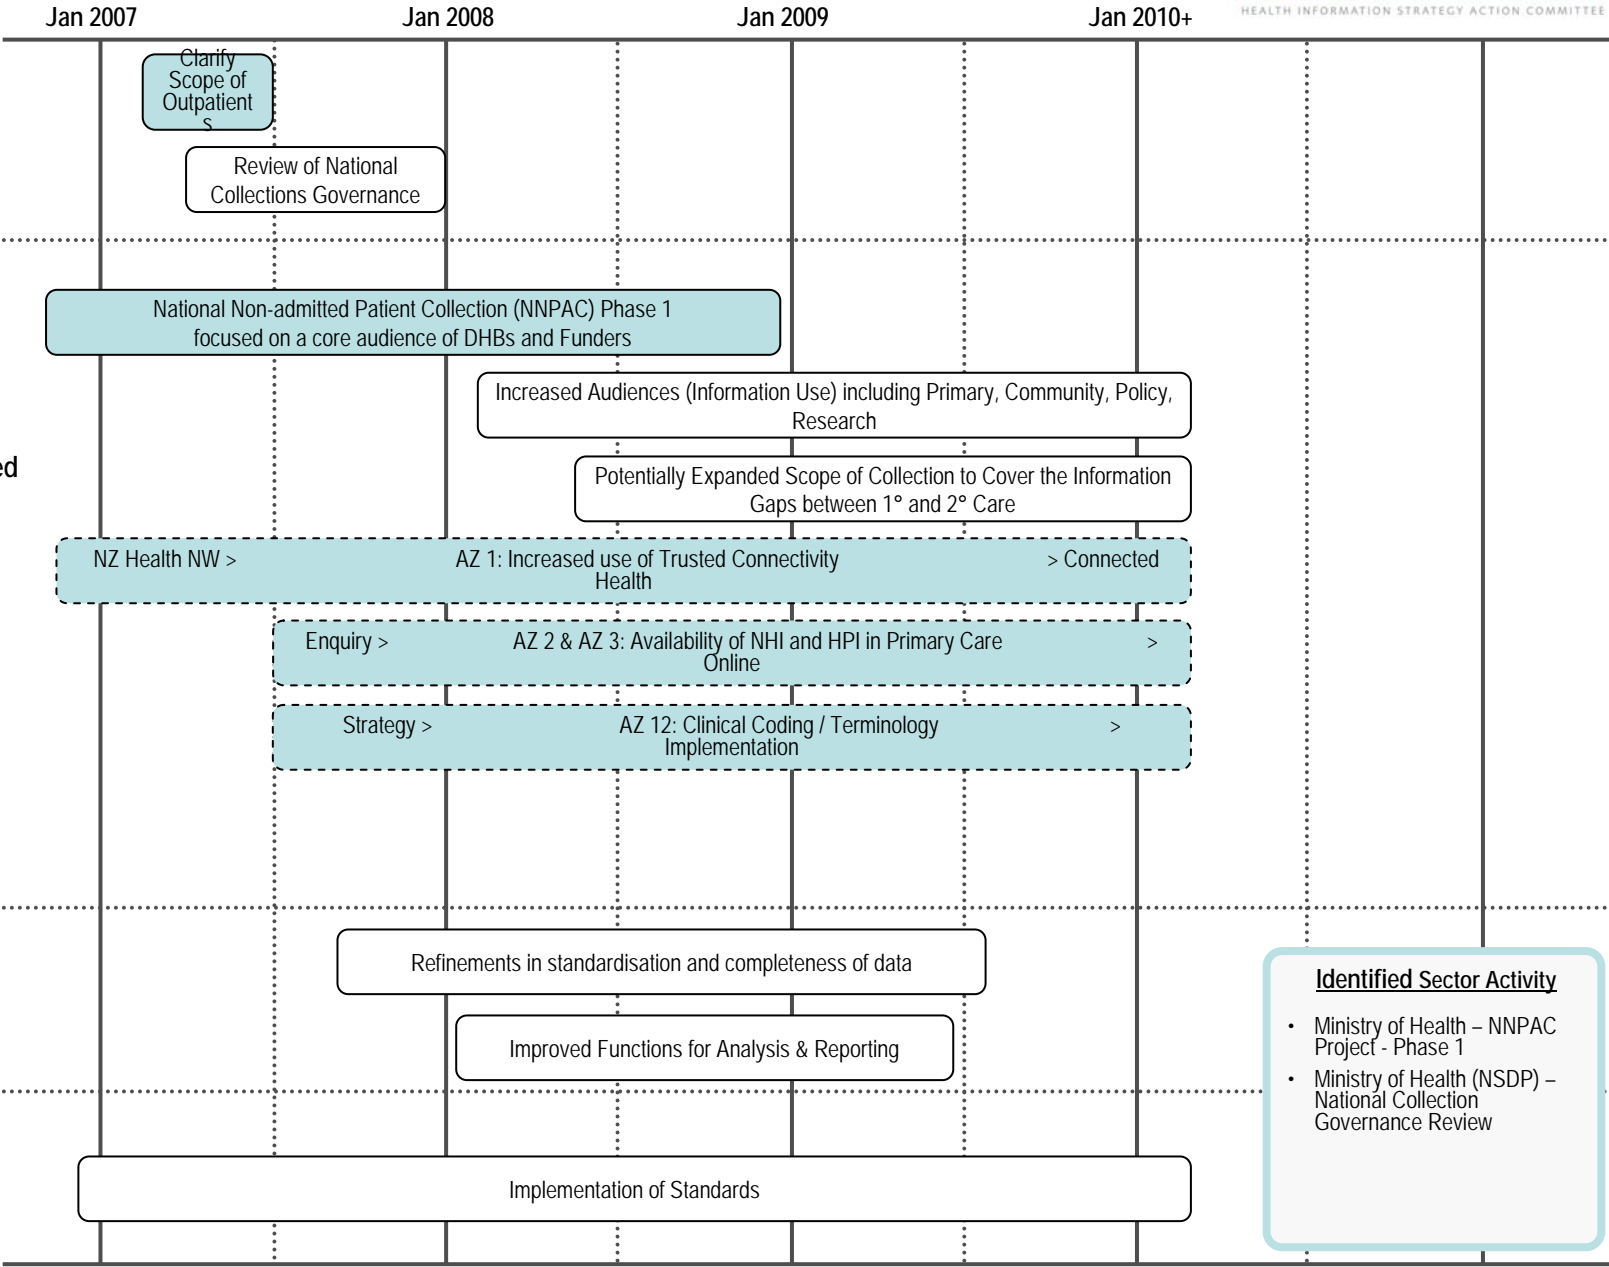 Jan 2007 Jan 2008 Jan 2009 Jan 2010+
HEALTH INFORMATION STRATEGY ACTION COMMITTEE
Clarify
Scope of
Outpatient
s
Review of National
Collections Governance
National Non-admitted Patient Collection (NNPAC) Phase 1
focused on a core audience of DHBs and Funders
Increased Audiences (Information Use) including Primary, Community, Policy,
Research
ed
Potentially Expanded Scope of Collection to Cover the Information
Gaps between 1° and 2° Care
NZ Health NW > AZ 1: Increased use of Trusted Connectivity > Connected
Health
Enquiry > AZ 2 & AZ 3: Availability of NHI and HPI in Primary Care >
Online
Strategy > AZ 12: Clinical Coding / Terminology >
Implementation
Refinements in standardisation and completeness of data
Improved Functions for Analysis & Reporting
Implementation of Standards
Identified Sector Activity
• Ministry of Health – NNPAC
Project - Phase 1
• Ministry of Health (NSDP) –
National Collection
Governance Review